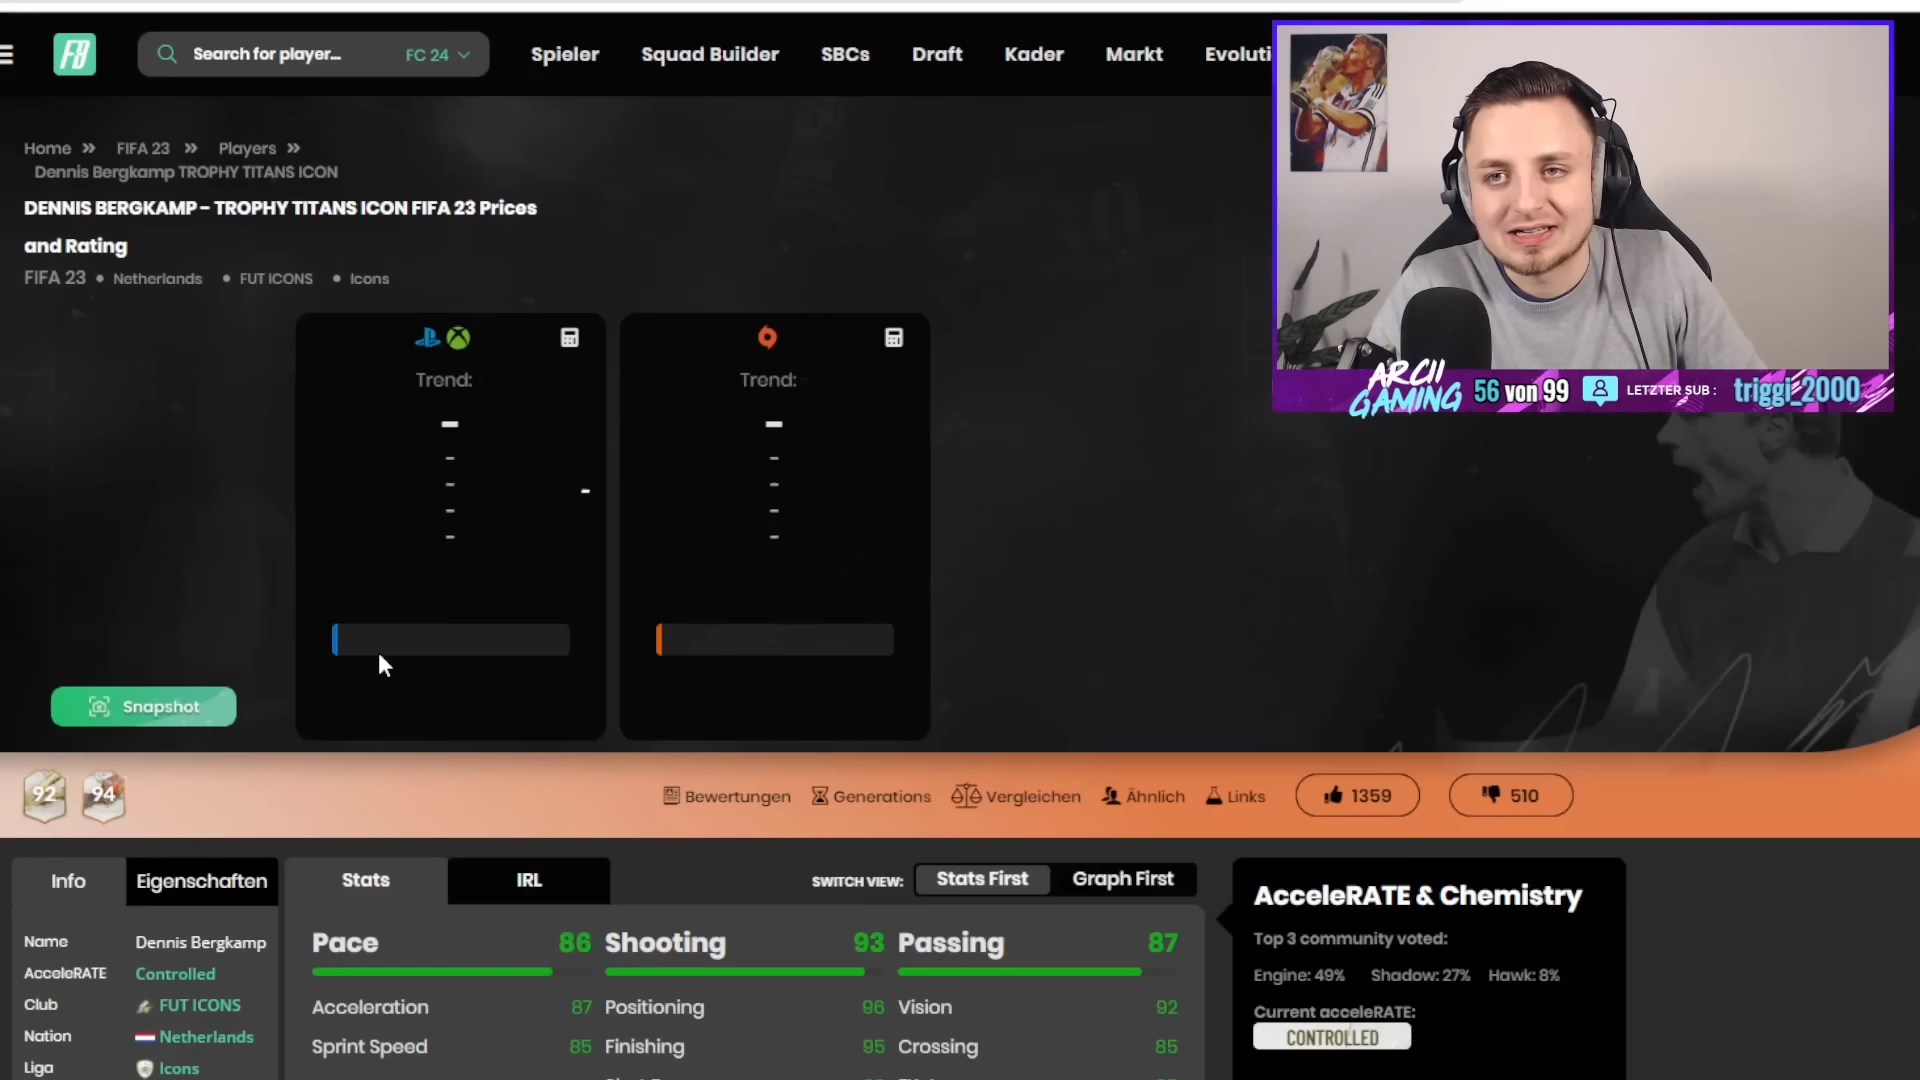 Search for player...
FC 24
Spieler
Squad Builder
SBCs
Draft
Kader
Markt
Evoluti
Home » FIFA 23 » Players »
Dennis Bergkamp TROPHY TITANS ICON
DENNIS BERGKAMP - TROPHY TITANS ICON FIFA 23 Prices
and Rating
FIFA 23 • Netherlands • FUT ICONS • Icons
Trend:
-
-
-
-
-
-
Trend:
-
-
-
-
-
Snapshot
ARCII
GAMING
56 von 99
LETZTER SUB :
triggi_2000
92
94
Bewertungen
Generations
Vergleichen
Ähnlich
Links
1359
510
Info
Eigenschaften
Name Dennis Bergkamp
AcceleRATE Controlled
Club FUT ICONS
Nation Netherlands
Liga Icons
Stats
IRL
SWITCH VIEW:
Stats First
Graph First
Pace 86
Acceleration 87
Sprint Speed 85
Shooting 93
Positioning 96
Finishing 95
Passing 87
Vision 92
Crossing 85
AcceleRATE & Chemistry
Top 3 community voted:
Engine: 49% Shadow: 27% Hawk: 8%
Current acceleRATE:
CONTROLLED